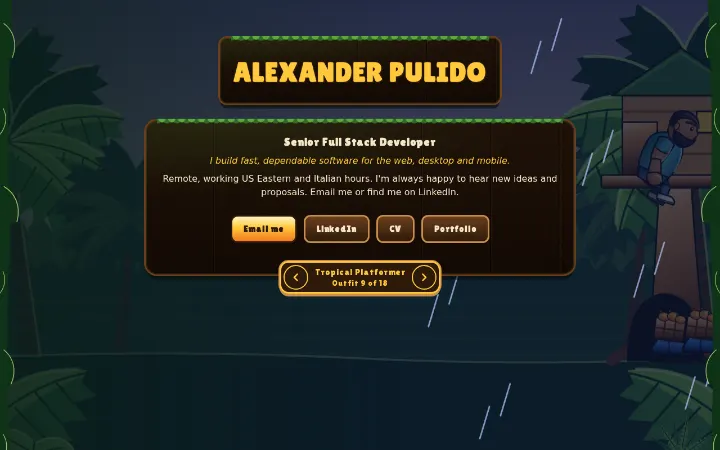 ALEXANDER PULIDO
Senior Full Stack Developer
I build fast, dependable software for the web, desktop and mobile.
Remote, working US Eastern and Italian hours. I'm always happy to hear new ideas and
proposals. Email me or find me on LinkedIn.
Email me LinkedIn CV Portfolio
Tropical Platformer
Outfit 9 of 18